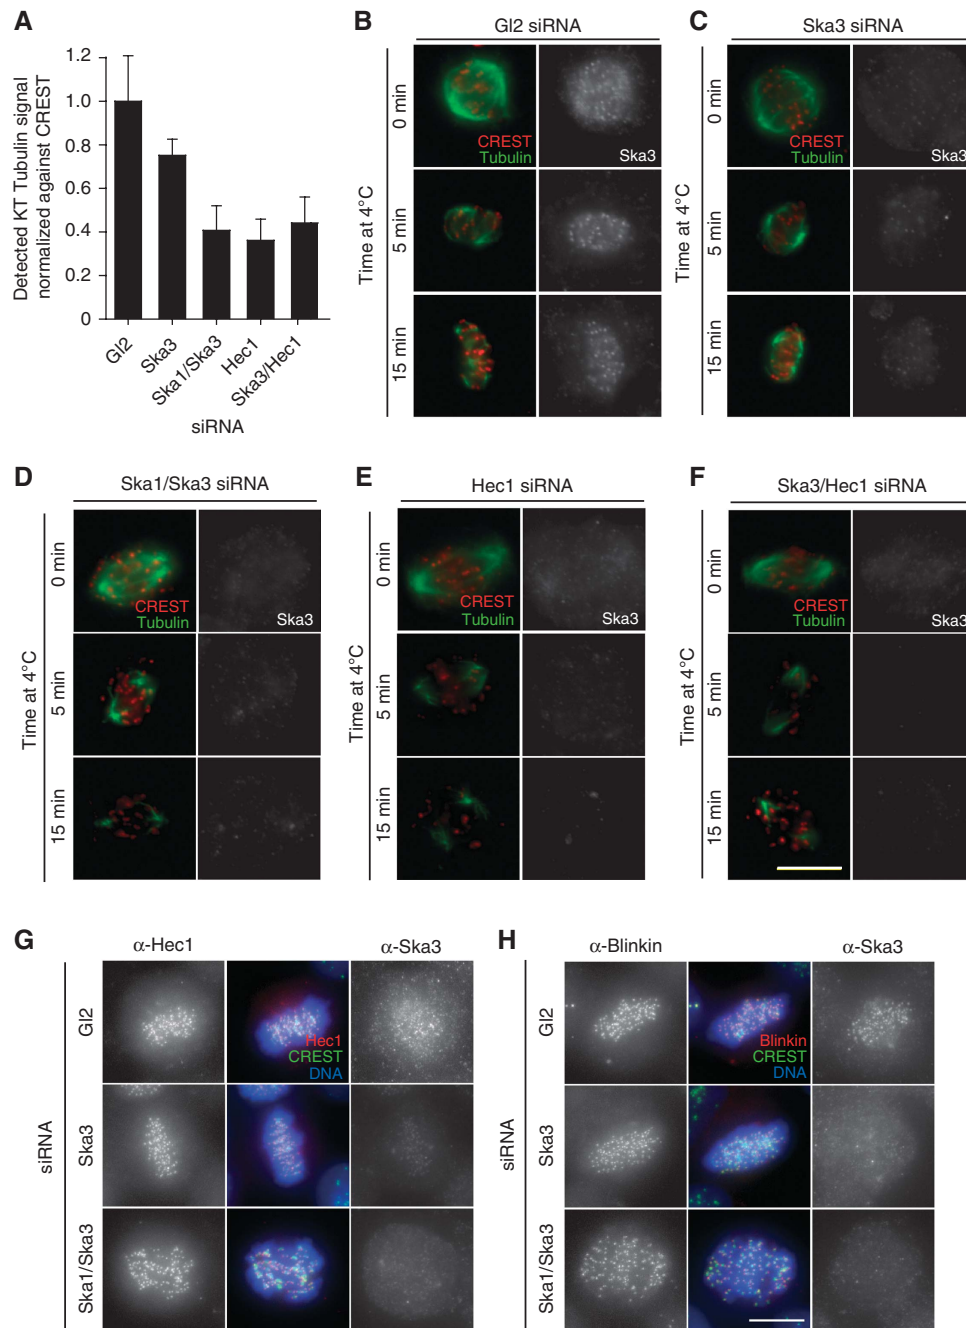 A
Detected KT Tubulin signal
normalized against CREST
1.2
1.0
0.8
0.6
0.4
0.2
0
Gl2
Ska3
Ska1/Ska3
Hec1
Ska3/Hec1
siRNA
B
Gl2 siRNA
Time at 4°C
0 min
CREST
Tubulin
Ska3
5 min
15 min
C
Ska3 siRNA
Time at 4°C
0 min
CREST
Tubulin
Ska3
5 min
15 min
D
Ska1/Ska3 siRNA
Time at 4°C
0 min
CREST
Tubulin
Ska3
5 min
15 min
E
Hec1 siRNA
Time at 4°C
0 min
CREST
Tubulin
Ska3
5 min
15 min
F
Ska3/Hec1 siRNA
Time at 4°C
0 min
CREST
Tubulin
Ska3
5 min
15 min
G
α-Hec1
α-Ska3
siRNA
Gl2
Hec1
CREST
DNA
Ska3
Ska1/Ska3
H
α-Blinkin
α-Ska3
siRNA
Gl2
Blinkin
CREST
DNA
Ska3
Ska1/Ska3